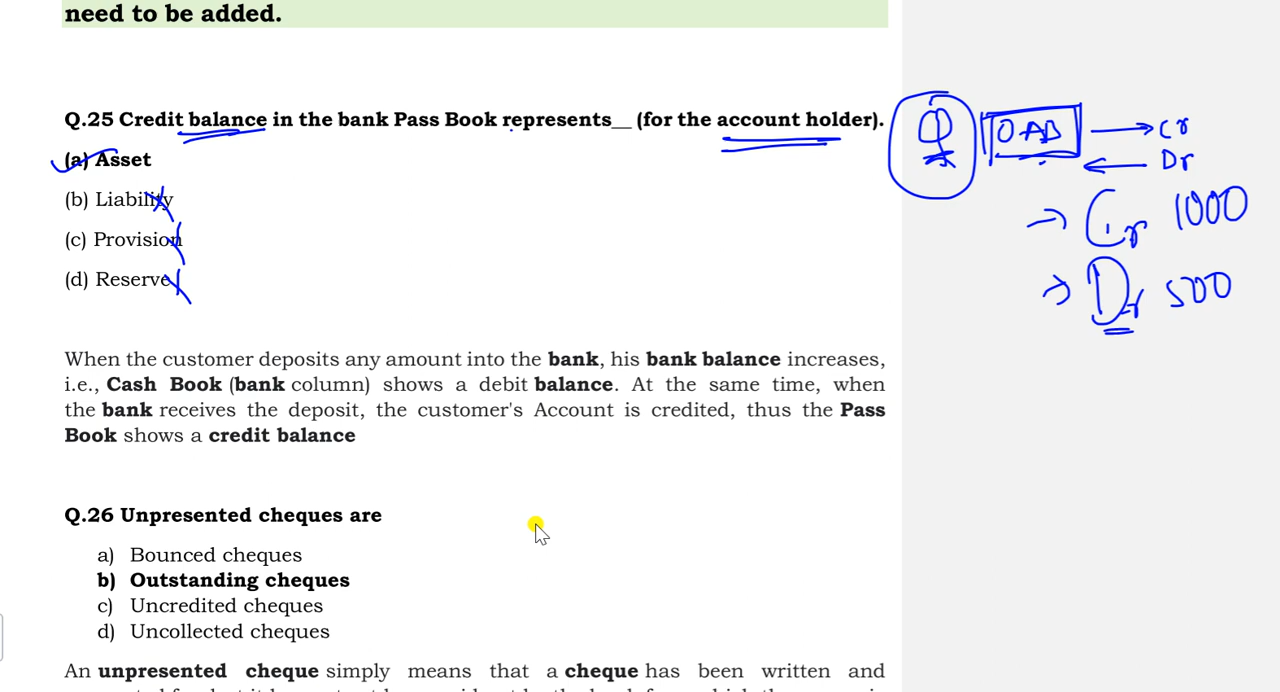 need to be added.
Q.25 Credit balance in the bank Pass Book represents__ (for the account holder).
(a) Asset
(b) Liability
(c) Provision
(d) Reserve
OAB
Cr
Dr
Cr 1000
Dr 500
When the customer deposits any amount into the bank, his bank balance increases,
i.e., Cash Book (bank column) shows a debit balance. At the same time, when
the bank receives the deposit, the customer's Account is credited, thus the Pass
Book shows a credit balance
Q.26 Unpresented cheques are
a) Bounced cheques
b) Outstanding cheques
c) Uncredited cheques
d) Uncollected cheques
An unpresented cheque simply means that a cheque has been written and